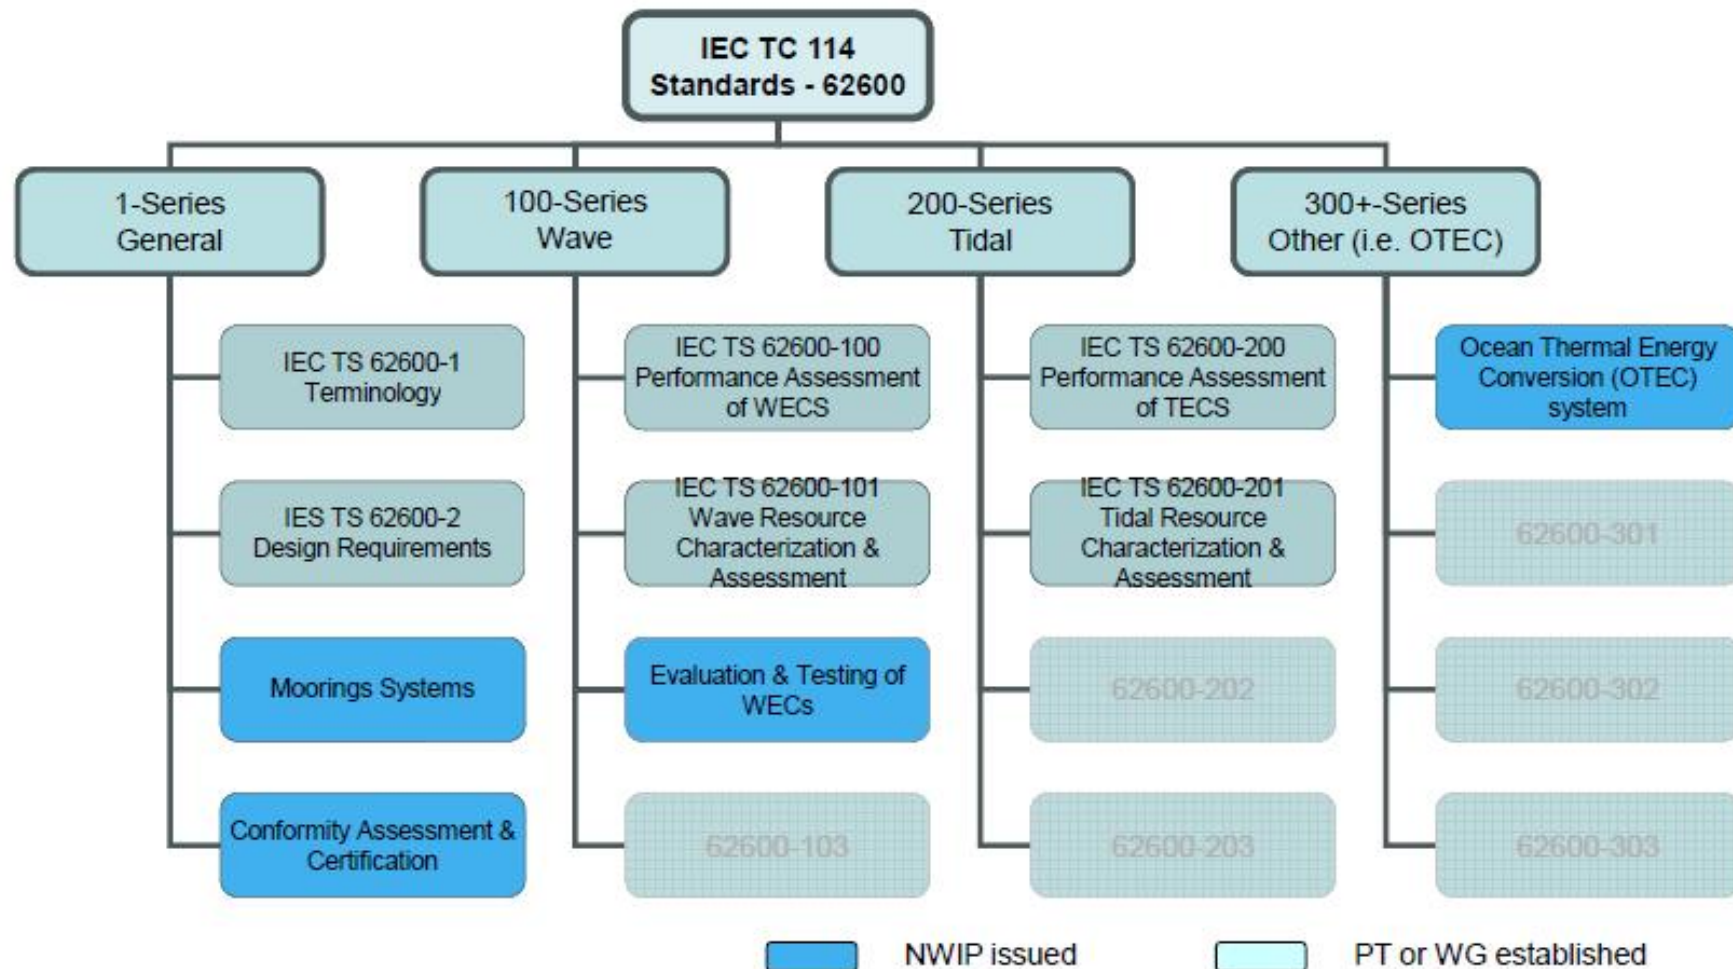 IEC TC 114
Standards - 62600
1-Series
General
100-Series
Wave
200-Series
Tidal
300+-Series
Other (i.e. OTEC)
IEC TS 62600-1
Terminology
IEC TS 62600-100
Performance Assessment
of WECS
IEC TS 62600-200
Performance Assessment
of TECS
Ocean Thermal Energy
Conversion (OTEC)
system
IES TS 62600-2
Design Requirements
IEC TS 62600-101
Wave Resource
Characterization &
Assessment
IEC TS 62600-201
Tidal Resource
Characterization &
Assessment
62600-301
Moorings Systems
Evaluation & Testing of
WECs
62600-202
62600-302
Conformity Assessment &
Certification
62600-103
62600-203
62600-303
NWIP issued
PT or WG established